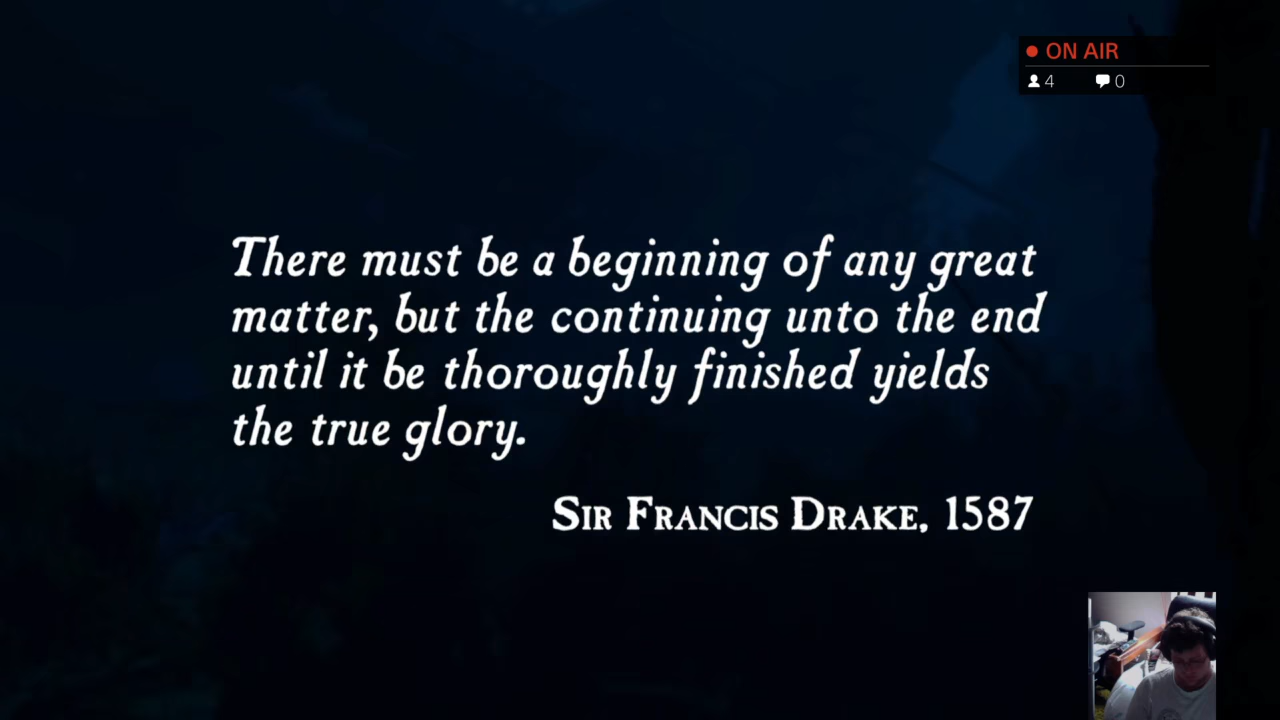 ON AIR
4 0
There must be a beginning of any great
matter, but the continuing unto the end
until it be thoroughly finished yields
the true glory.
SIR FRANCIS DRAKE, 1587